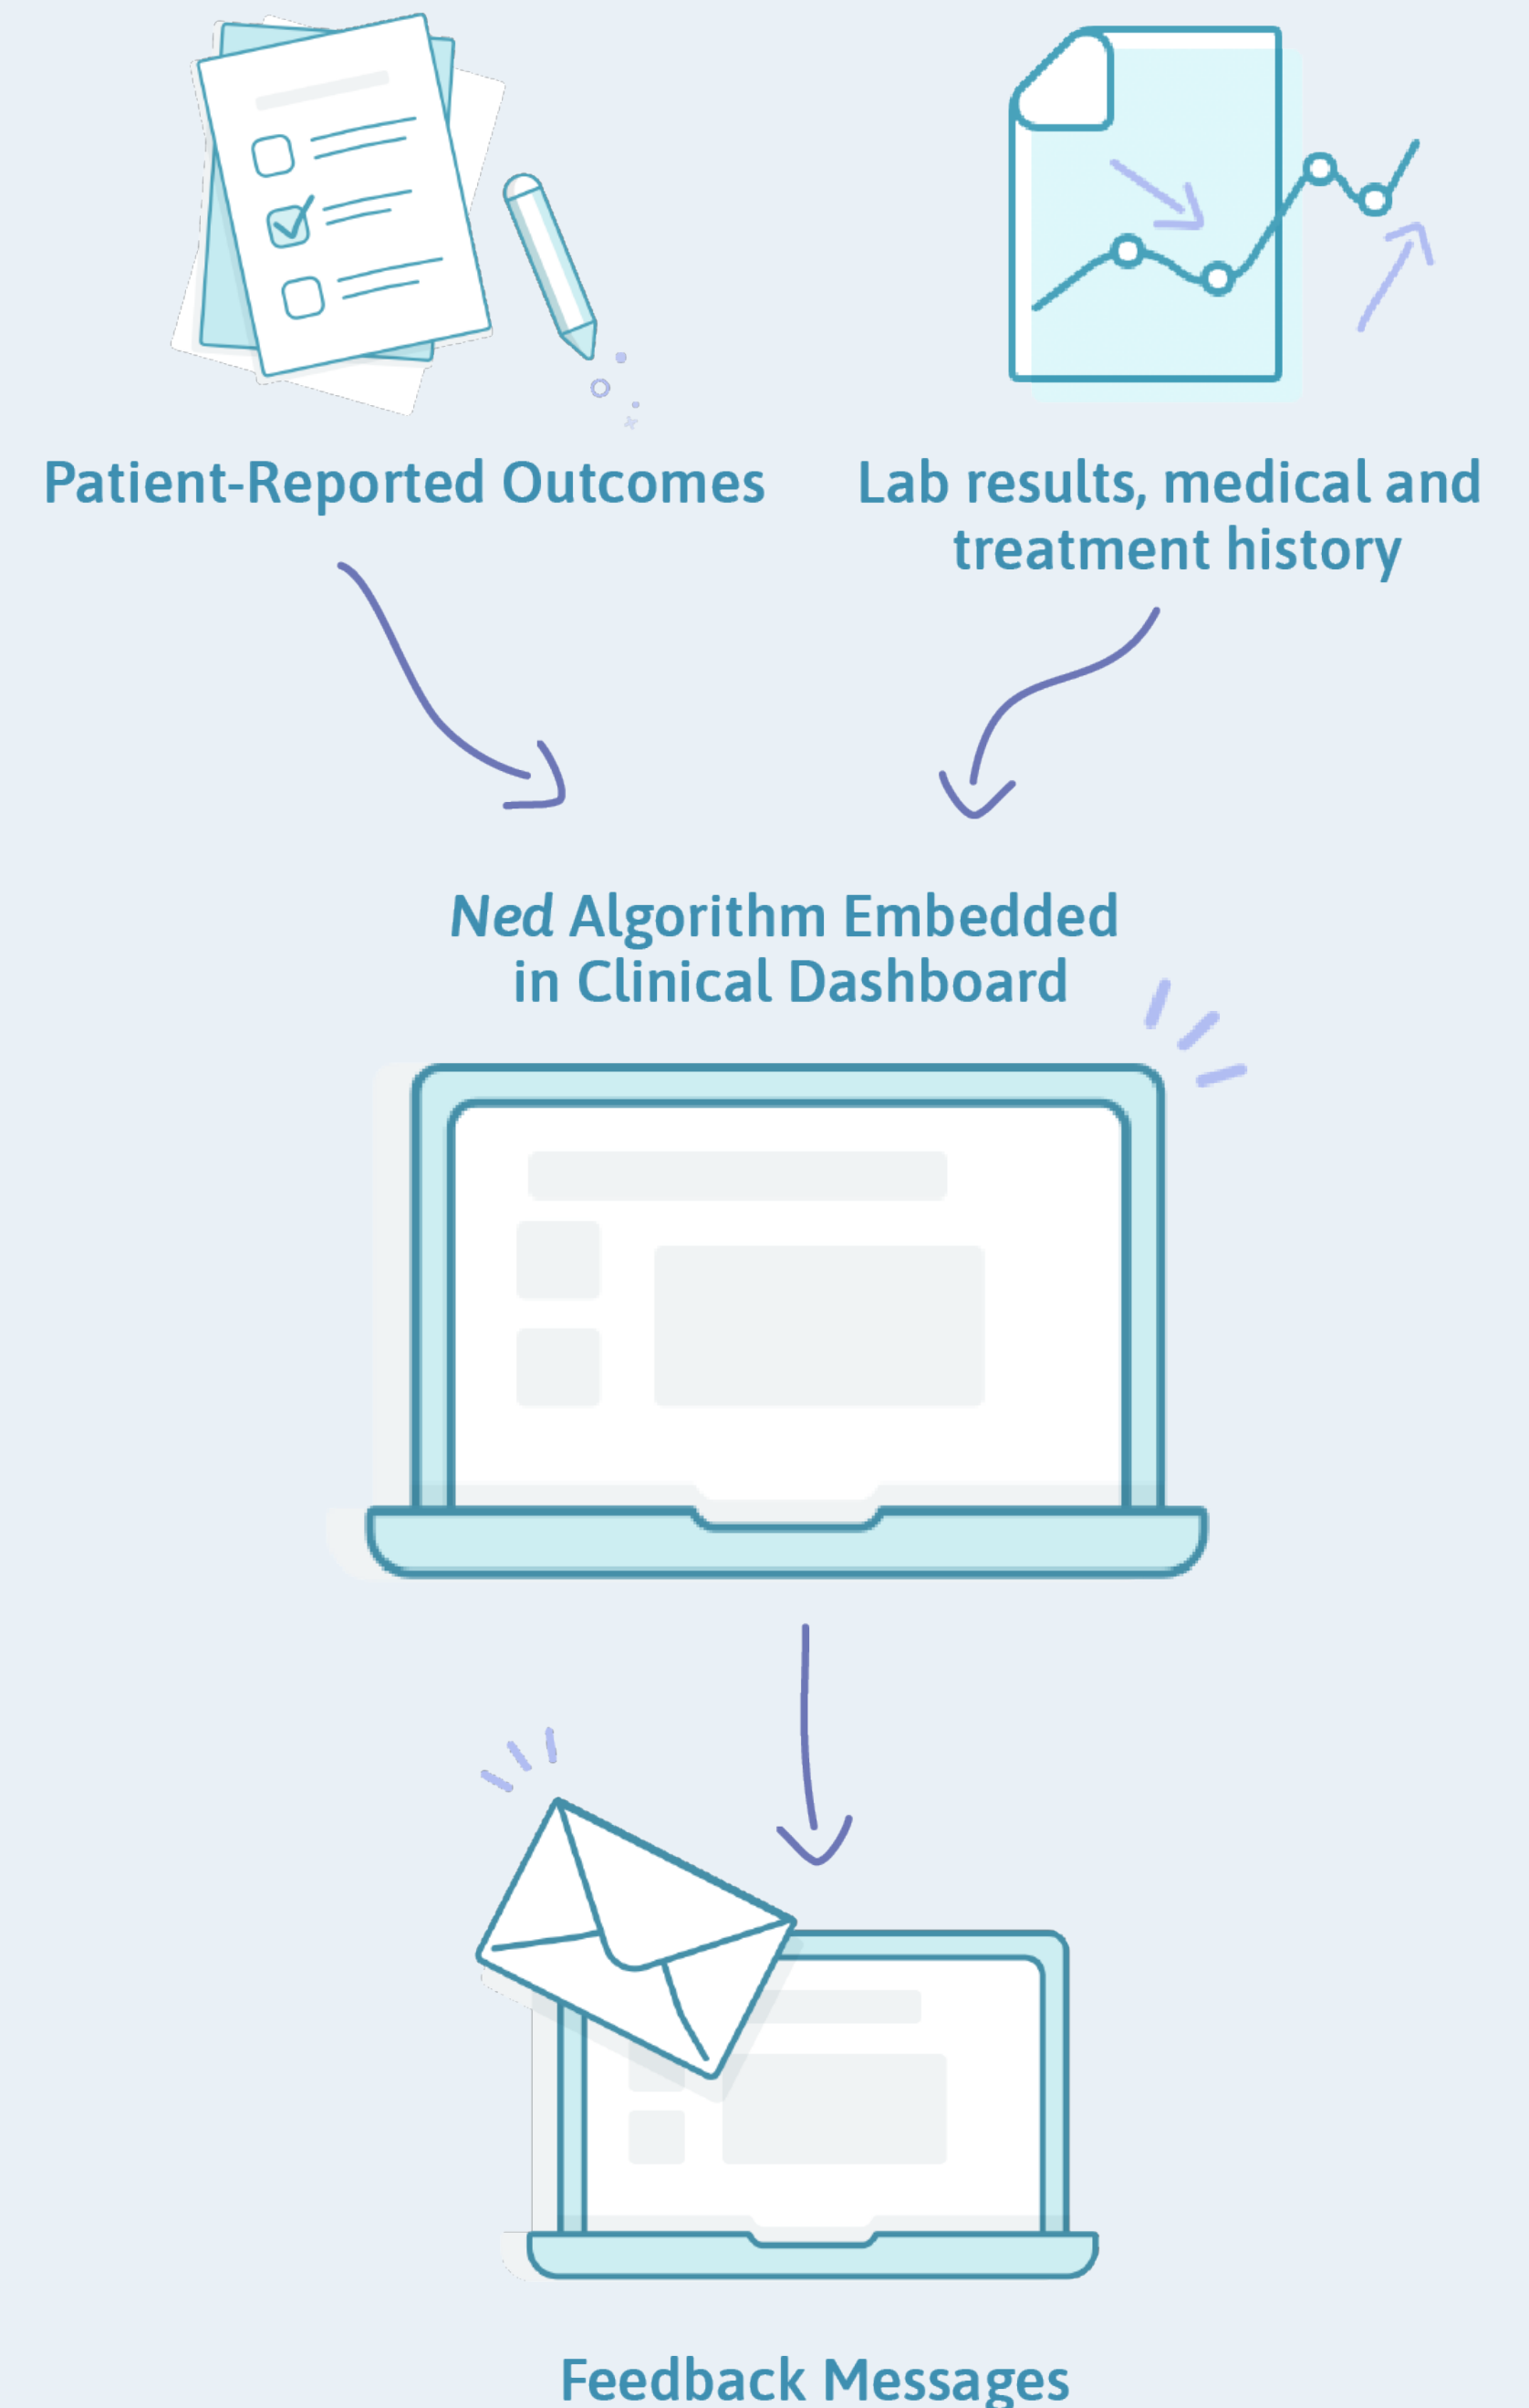 Patient-Reported Outcomes
Lab results, medical and
treatment history
Ned Algorithm Embedded
in Clinical Dashboard
Feedback Messages